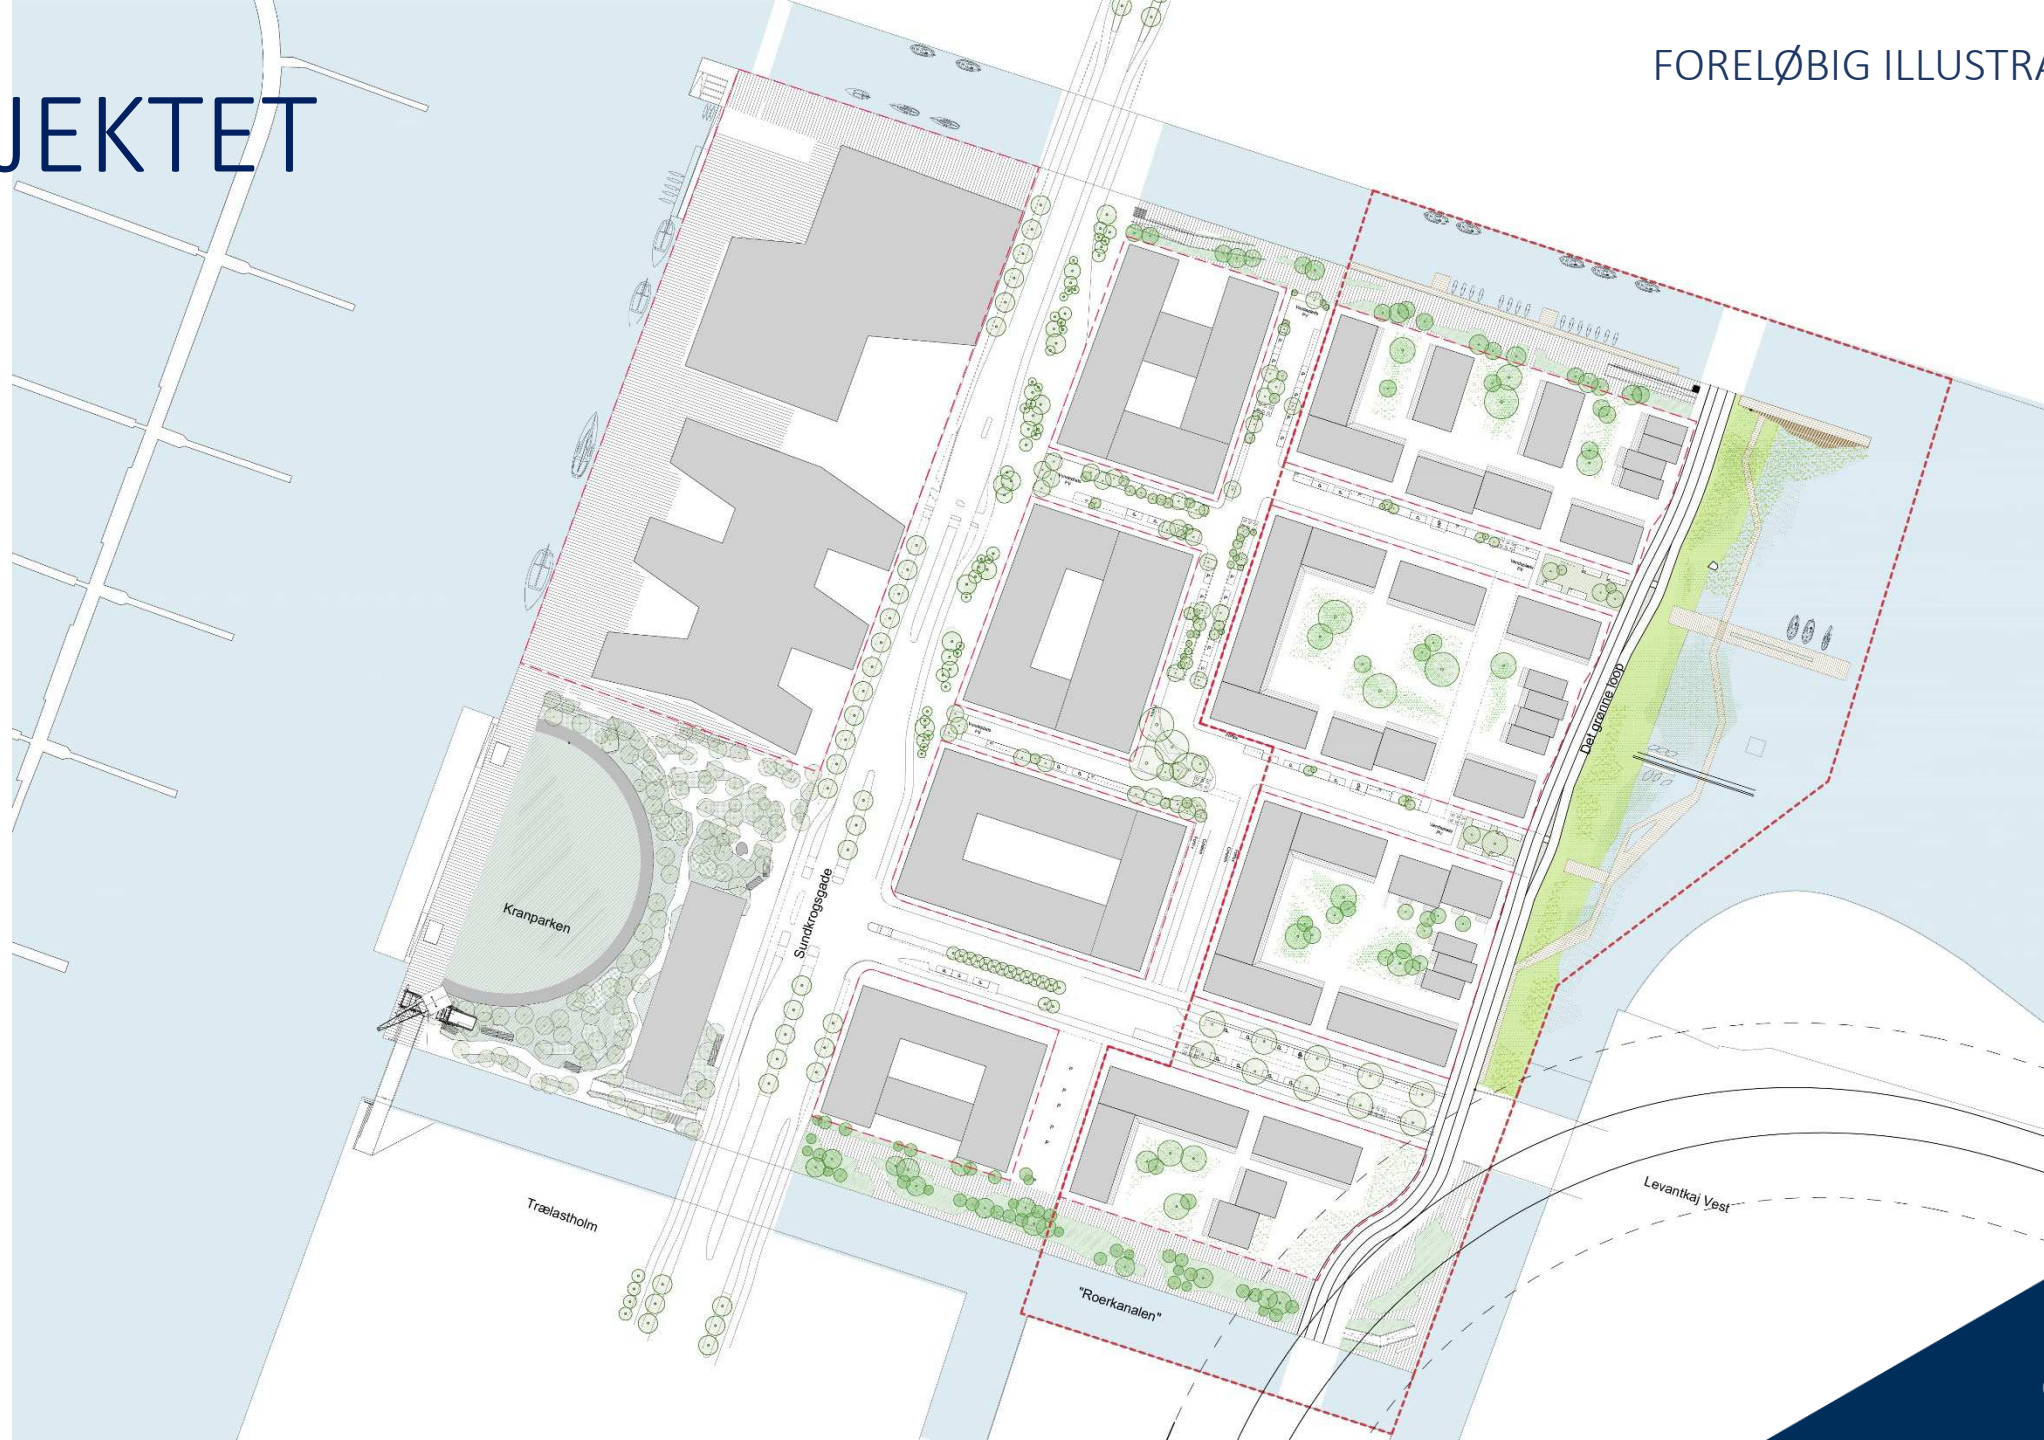 JEKTET
FORELØBIG ILLUSTRA
Det grønne loop
Kranparken
Sundkrogsgade
Trælastholm
"Roerkanalen"
Levantkaj Vest